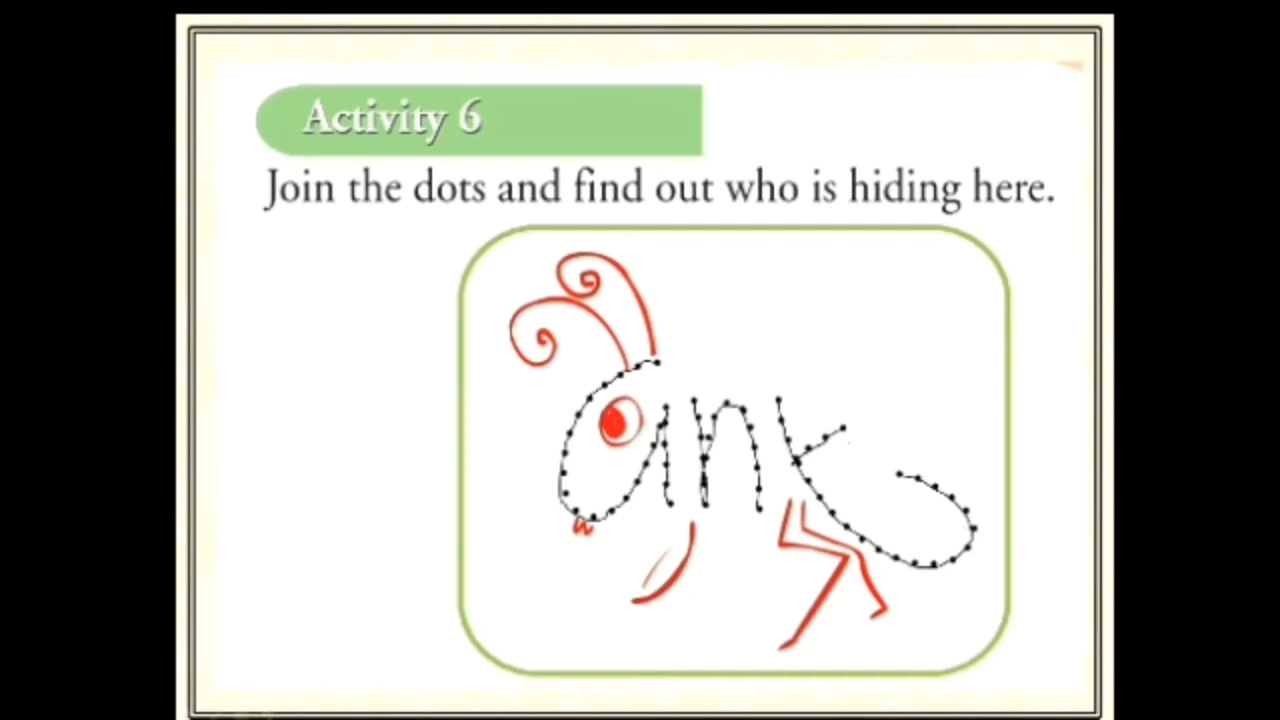 Activity 6
Join the dots and find out who is hiding here.
ant